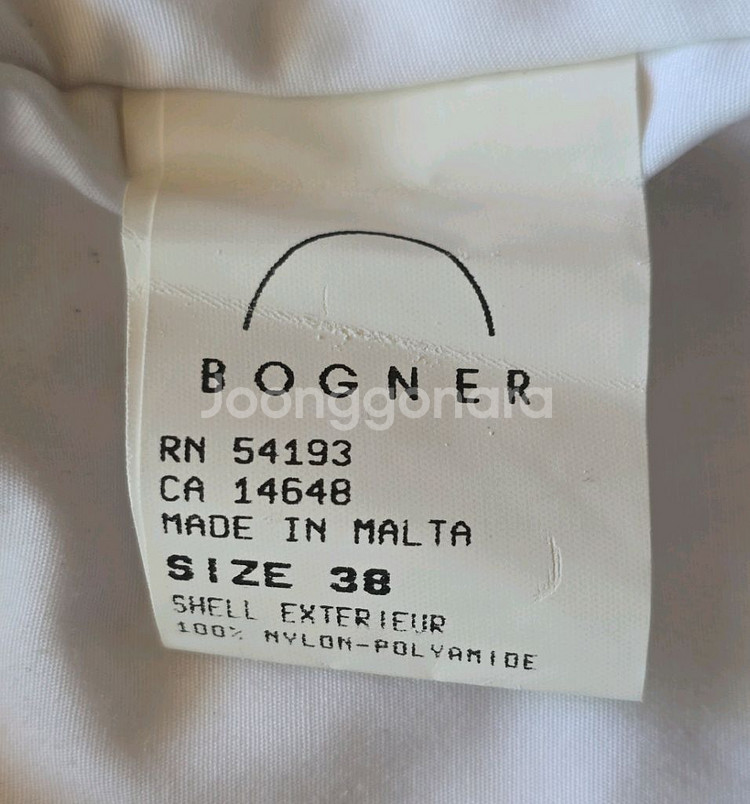 BOGNER
Joonggonara
RN 54193
CA 14648
MADE IN MALTA
SIZE 38
SHELL EXTERIEUR
100% NYLON-POLYAMIDE